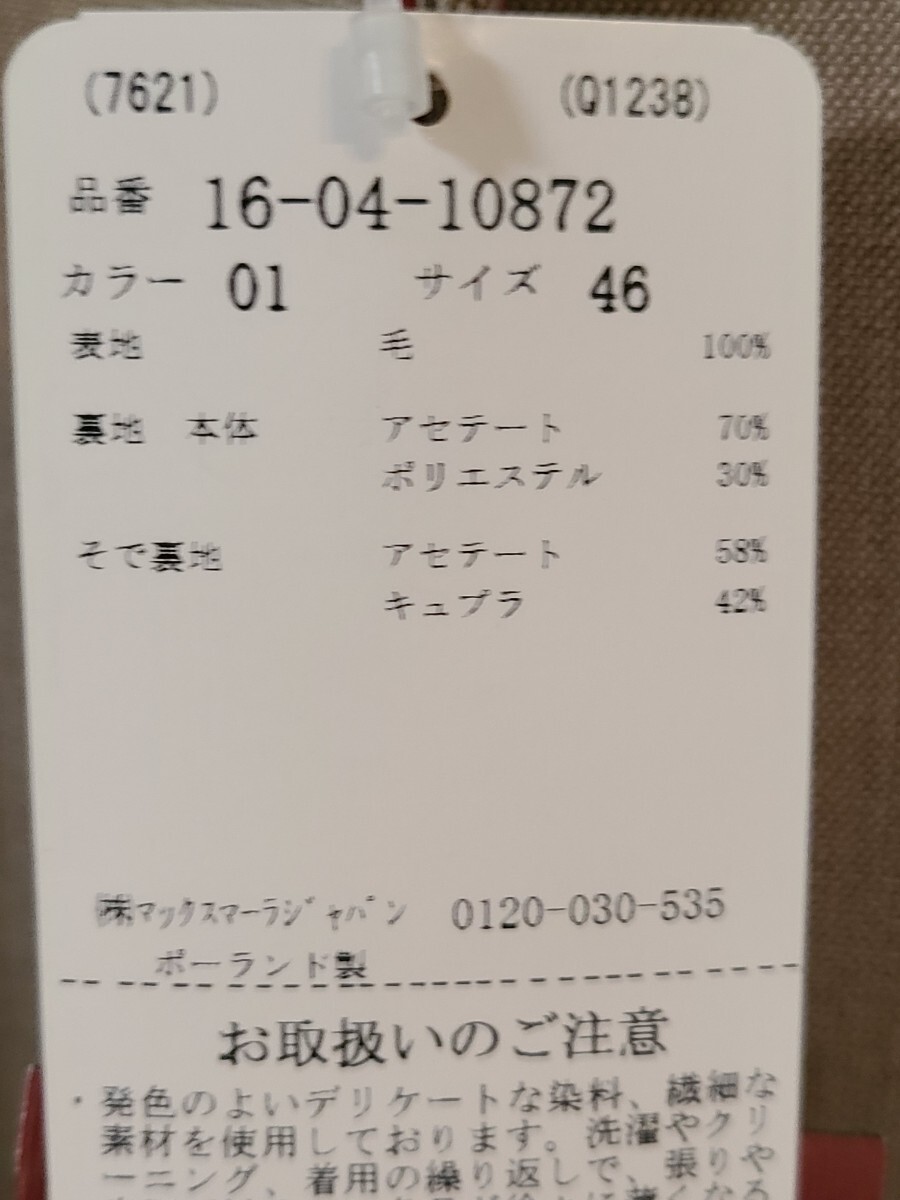 (7621) (Q1238)
品番 16-04-10872
カラー 01 サイズ 46
表地 毛 100%
裏地 本体 アセテート 70%
ポリエステル 30%
そで裏地 アセテート 58%
キュプラ 42%
㈱マックスマーラジャパン 0120-030-535
ポーランド製
お取扱いのご注意
・発色のよいデリケートな染料、繊細な
素材を使用しております。洗濯やクリ
ーニング、着用の繰り返しで、張りや